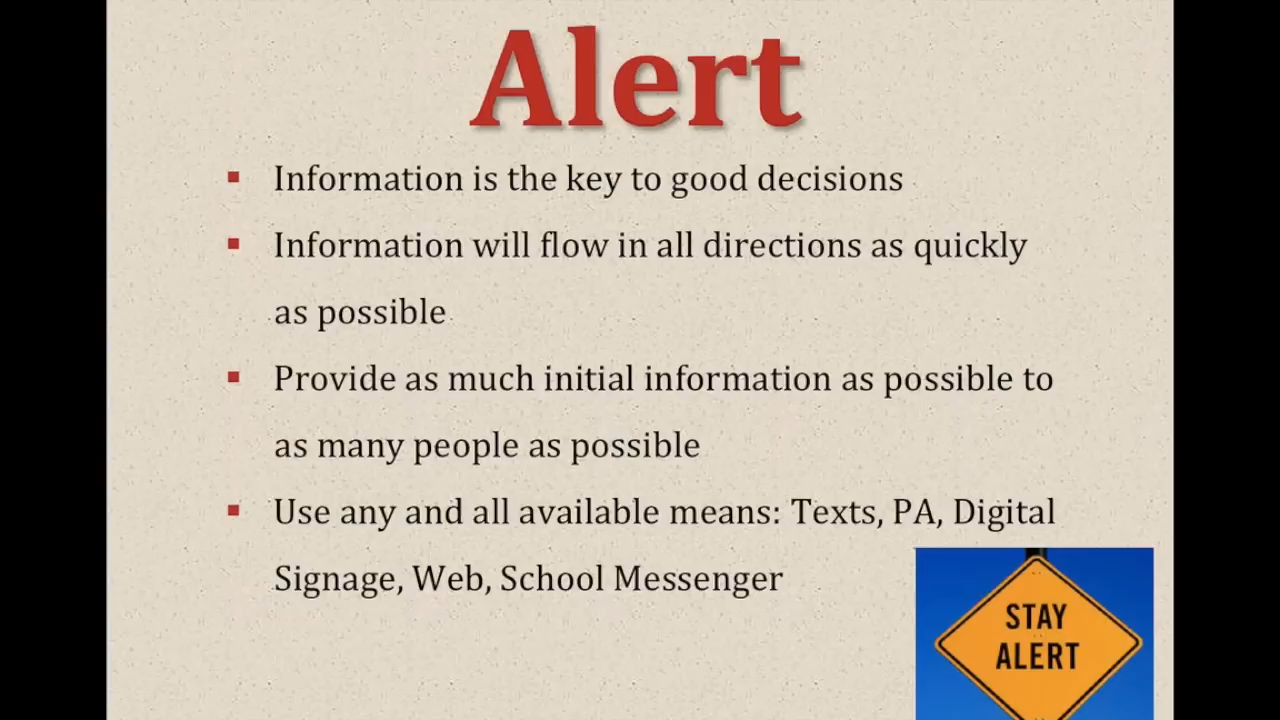 Alert
▪ Information is the key to good decisions
▪ Information will flow in all directions as quickly
as possible
▪ Provide as much initial information as possible to
as many people as possible
▪ Use any and all available means: Texts, PA, Digital
Signage, Web, School Messenger
STAY
ALERT